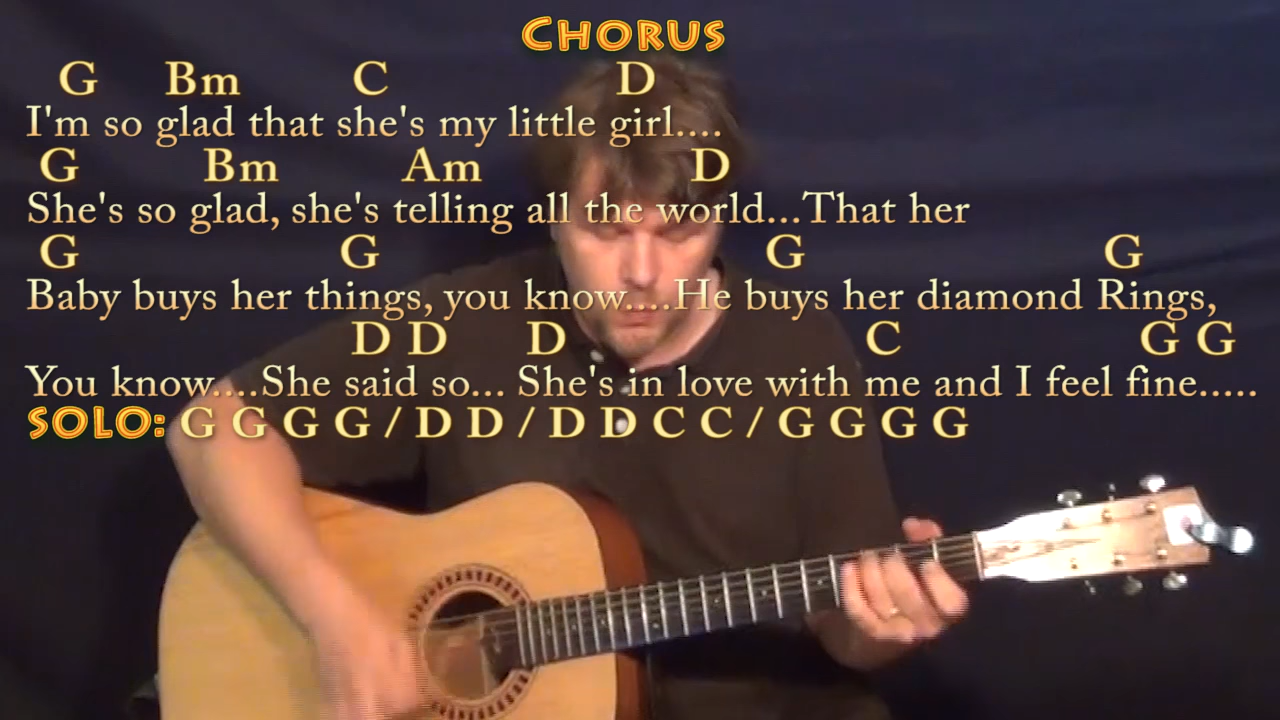 CHORUS
G Bm C D
I'm so glad that she's my little girl....
G Bm Am D
She's so glad, she's telling all the world...That her
G G G G
Baby buys her things, you know....He buys her diamond Rings,
D D D C G G
You know....She said so... She's in love with me and I feel fine.....
SOLO: G G G G / D D / D D C C / G G G G